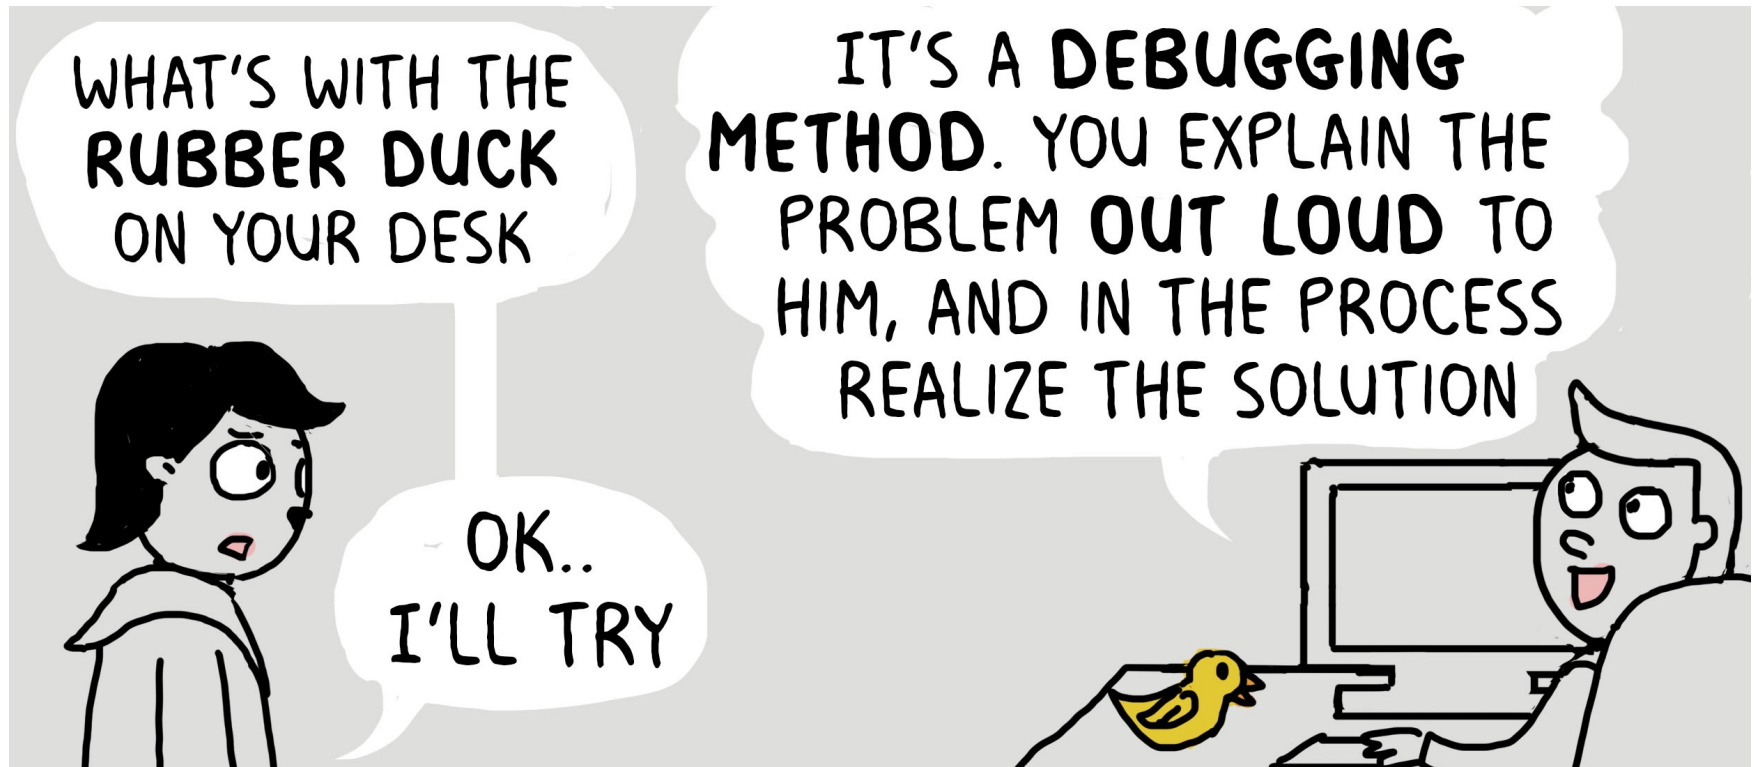 WHAT'S WITH THE
RUBBER DUCK
ON YOUR DESK
IT'S A DEBUGGING
METHOD. YOU EXPLAIN THE
PROBLEM OUT LOUD TO
HIM, AND IN THE PROCESS
REALIZE THE SOLUTION
OK..
I'LL TRY